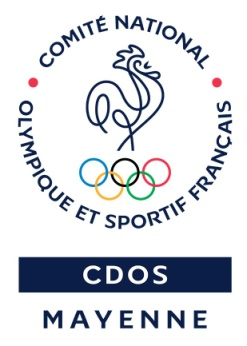 COMITÉ NATIONAL
OLYMPIQUE ET SPORTIF FRANÇAIS
CDOS
MAYENNE